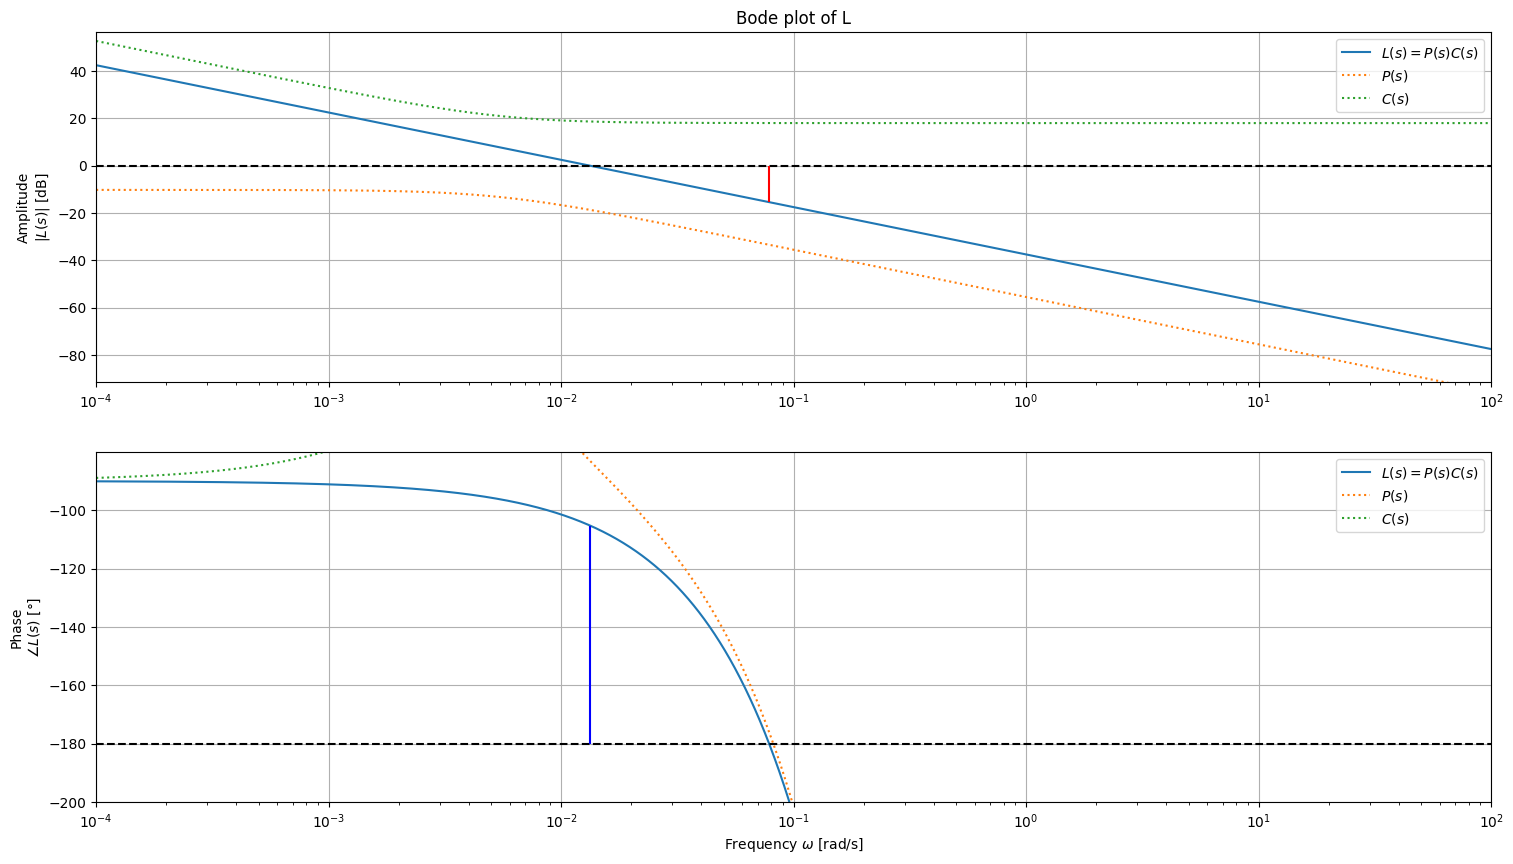 Bode plot of L
Amplitude
|L(s)| [dB]
40
20
0
−20
−40
−60
−80
L(s) = P(s)C(s)
P(s)
C(s)
10⁻⁴
10⁻³
10⁻²
10⁻¹
10⁰
10¹
10²
Phase
∠L(s) [°]
−100
−120
−140
−160
−180
−200
L(s) = P(s)C(s)
P(s)
C(s)
10⁻⁴
10⁻³
10⁻²
10⁻¹
10⁰
10¹
10²
Frequency ω [rad/s]